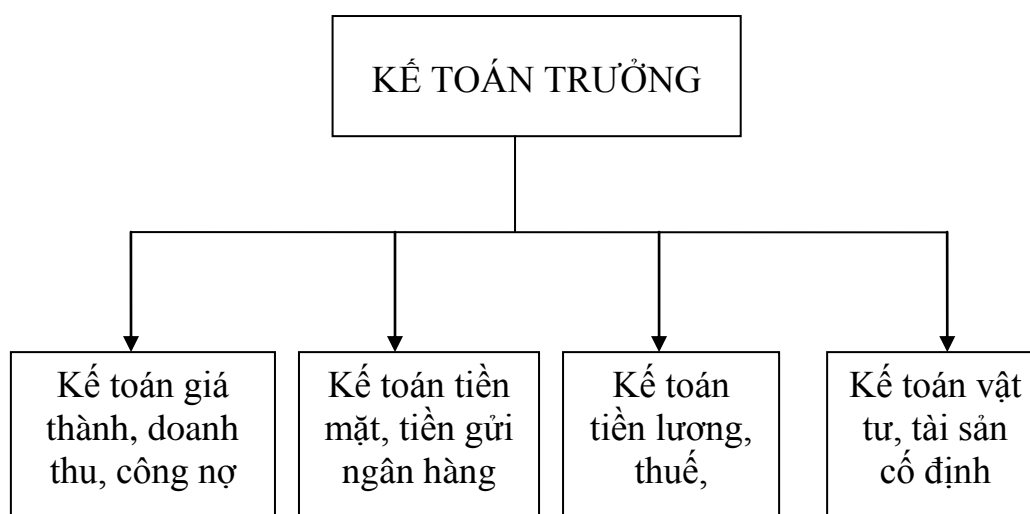 KẾ TOÁN TRƯỞNG
Kế toán giá
thành, doanh
thu, công nợ
Kế toán tiền
mặt, tiền gửi
ngân hàng
Kế toán
tiền lương,
thuế,
Kế toán vật
tư, tài sản
cố định